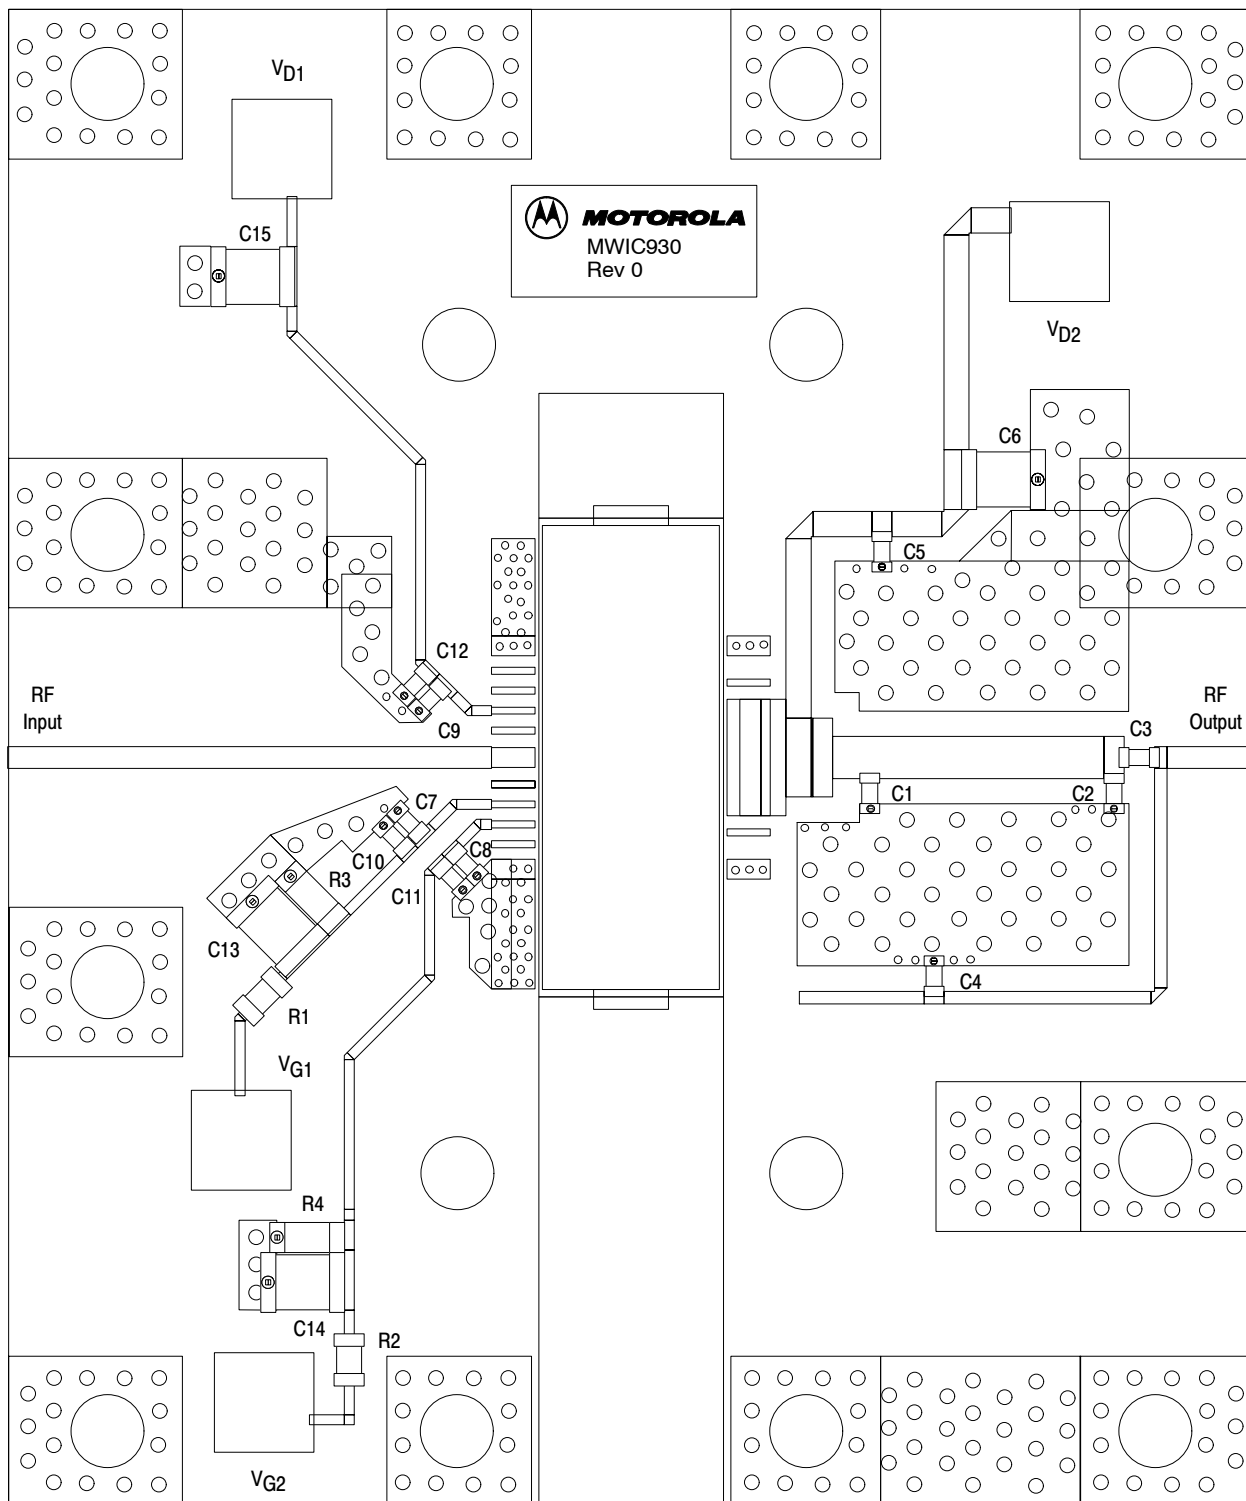 VD1
C15
MOTOROLA
MWIC930
Rev 0
VD2
C6
C5
C12
C9
RF
Input
RF
Output
C3
C1
C2
C7
C8
C10
R3
C11
C13
C4
R1
VG1
R4
C14
R2
VG2